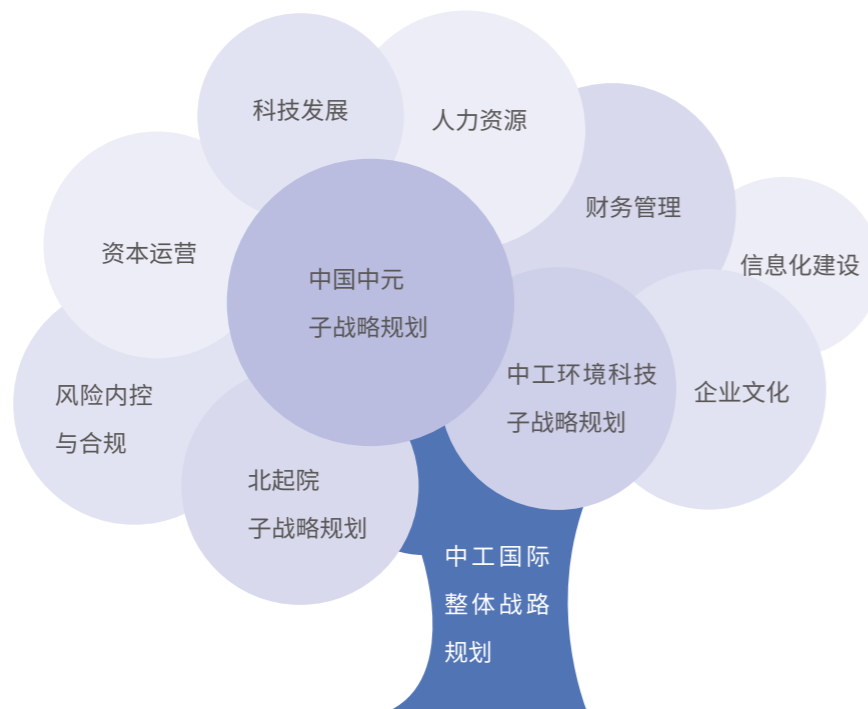 科技发展
人力资源
财务管理
资本运营
信息化建设
中国中元
子战略规划
中工环境科技
子战略规划
企业文化
风险内控
与合规
北起院
子战略规划
中工国际
整体战路
规划